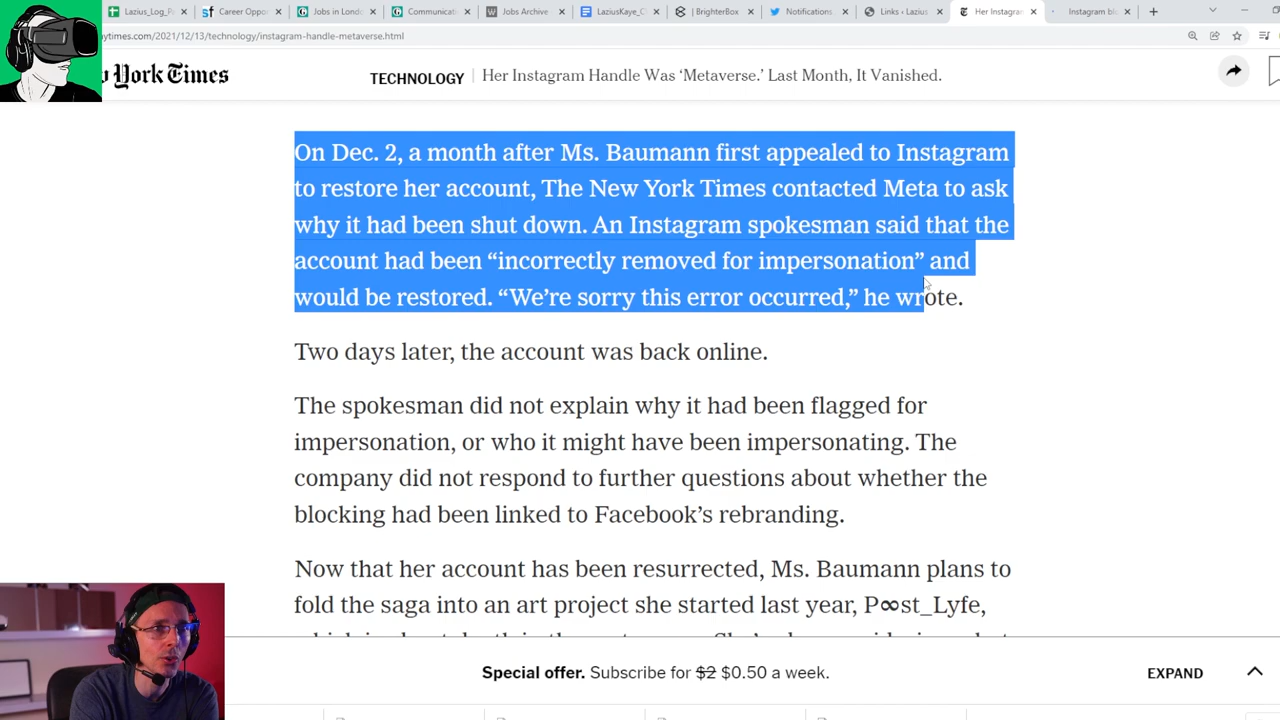 Lazius_Log_
Career Oppor
Jobs in Lond
Communicat
Jobs Archive
LaziusKaye_C
| BrighterBox
Notifications
Links ‹ Lazius
Her Instagran
Instagram bl
ytimes.com/2021/12/13/technology/instagram-handle-metaverse.html
York Times
TECHNOLOGY
Her Instagram Handle Was ‘Metaverse.’ Last Month, It Vanished.
On Dec. 2, a month after Ms. Baumann first appealed to Instagram
to restore her account, The New York Times contacted Meta to ask
why it had been shut down. An Instagram spokesman said that the
account had been “incorrectly removed for impersonation” and
would be restored. “We’re sorry this error occurred,” he wrote.
Two days later, the account was back online.
The spokesman did not explain why it had been flagged for
impersonation, or who it might have been impersonating. The
company did not respond to further questions about whether the
blocking had been linked to Facebook’s rebranding.
Now that her account has been resurrected, Ms. Baumann plans to
fold the saga into an art project she started last year, P∞st_Lyfe,
Special offer. Subscribe for $2 $0.50 a week.
EXPAND